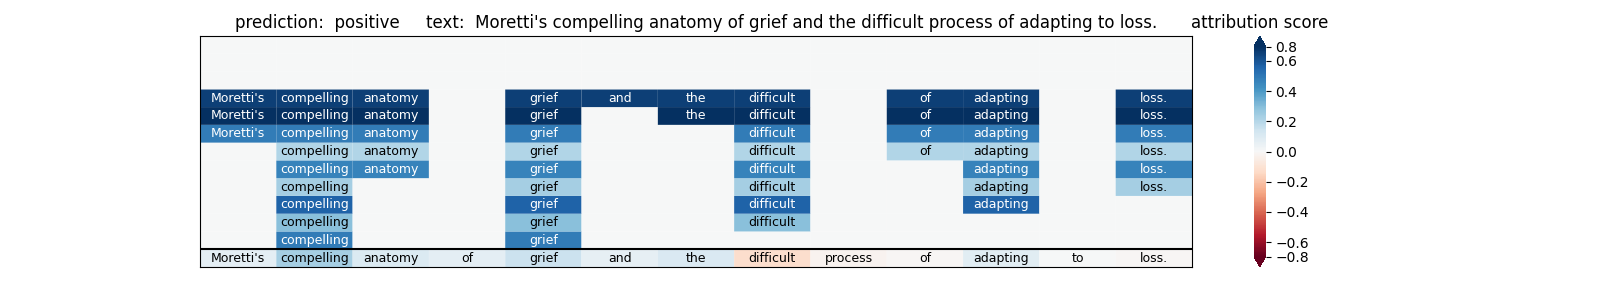 prediction:  positive     text:  Moretti's compelling anatomy of grief and the difficult process of adapting to loss.      attribution score
Moretti's compelling anatomy grief and the difficult of adapting loss.
Moretti's compelling anatomy grief the difficult of adapting loss.
Moretti's compelling anatomy grief difficult of adapting loss.
compelling anatomy grief difficult of adapting loss.
compelling anatomy grief difficult adapting loss.
compelling grief difficult adapting loss.
compelling grief difficult adapting
compelling grief difficult
compelling grief
Moretti's compelling anatomy of grief and the difficult process of adapting to loss.
0.8
0.6
0.4
0.2
0.0
−0.2
−0.4
−0.6
−0.8